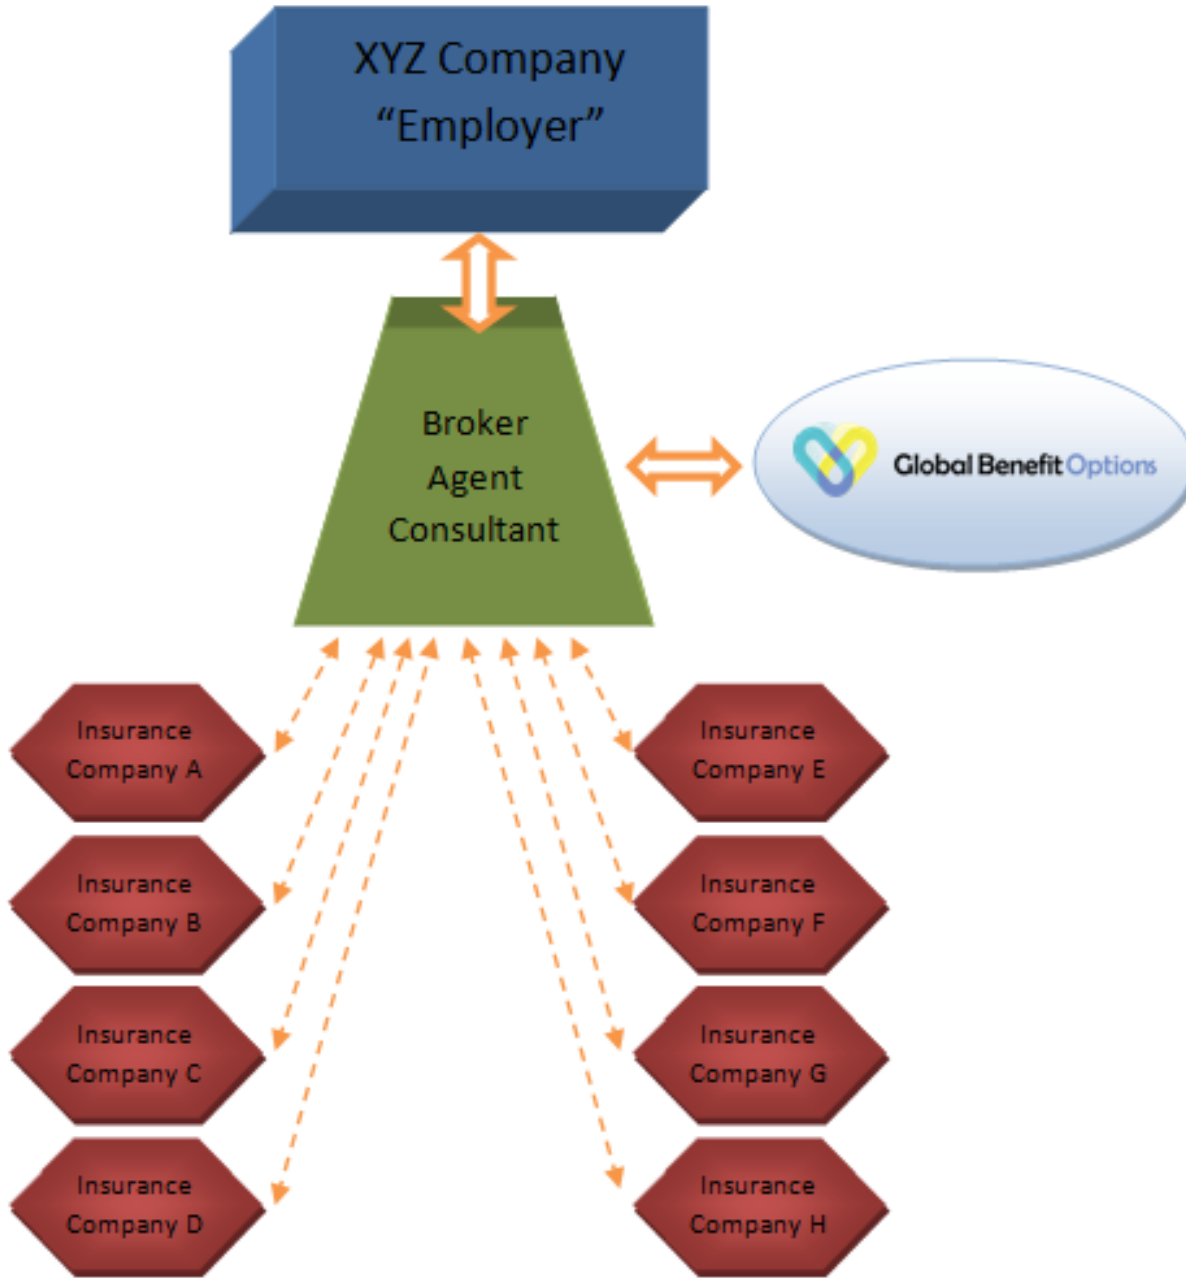 XYZ Company
“Employer”
Broker
Agent
Consultant
Global Benefit Options
Insurance
Company A
Insurance
Company E
Insurance
Company B
Insurance
Company F
Insurance
Company C
Insurance
Company G
Insurance
Company D
Insurance
Company H